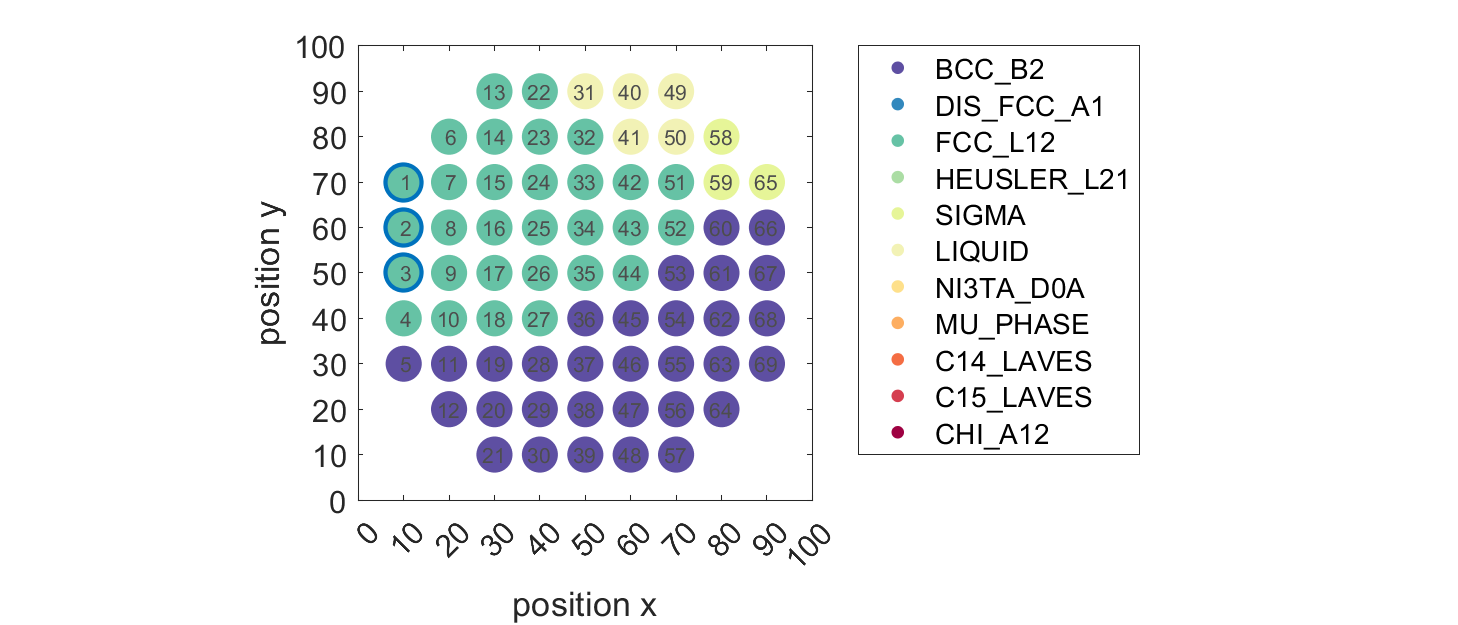 100
90
80
70
60
50
40
30
20
10
0
13 22 31 40 49
6 14 23 32 41 50 58
1 7 15 24 33 42 51 59 65
2 8 16 25 34 43 52 60 66
3 9 17 26 35 44 53 61 67
4 10 18 27 36 45 54 62 68
5 11 19 28 37 46 55 63 69
12 20 29 38 47 56 64
21 30 39 48 57
0 10 20 30 40 50 60 70 80 90 100
position x
position y
BCC_B2
DIS_FCC_A1
FCC_L12
HEUSLER_L21
SIGMA
LIQUID
NI3TA_D0A
MU_PHASE
C14_LAVES
C15_LAVES
CHI_A12